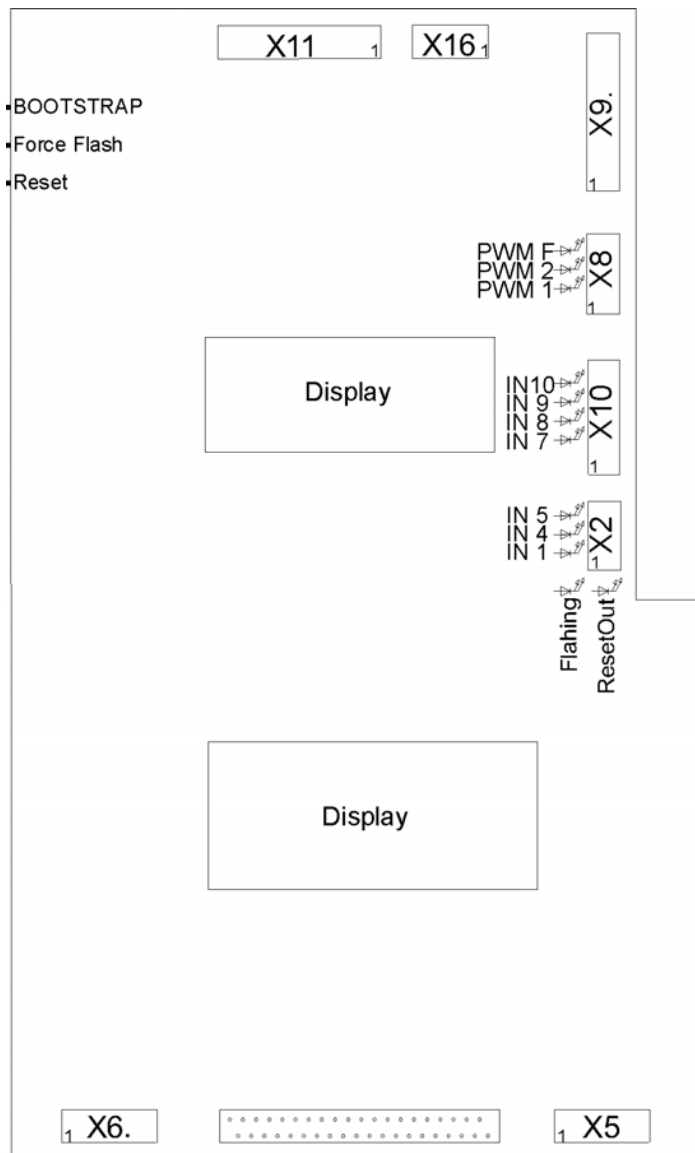 X11 1
X16 1
X9.
1
BOOTSTRAP
Force Flash
Reset
PWM F
PWM 2
PWM 1
X8
1
Display
IN10
IN 9
IN 8
IN 7
X10
1
IN 5
IN 4
IN 1
X2
1
Flahing
ResetOut
Display
1 X6.
1 X5